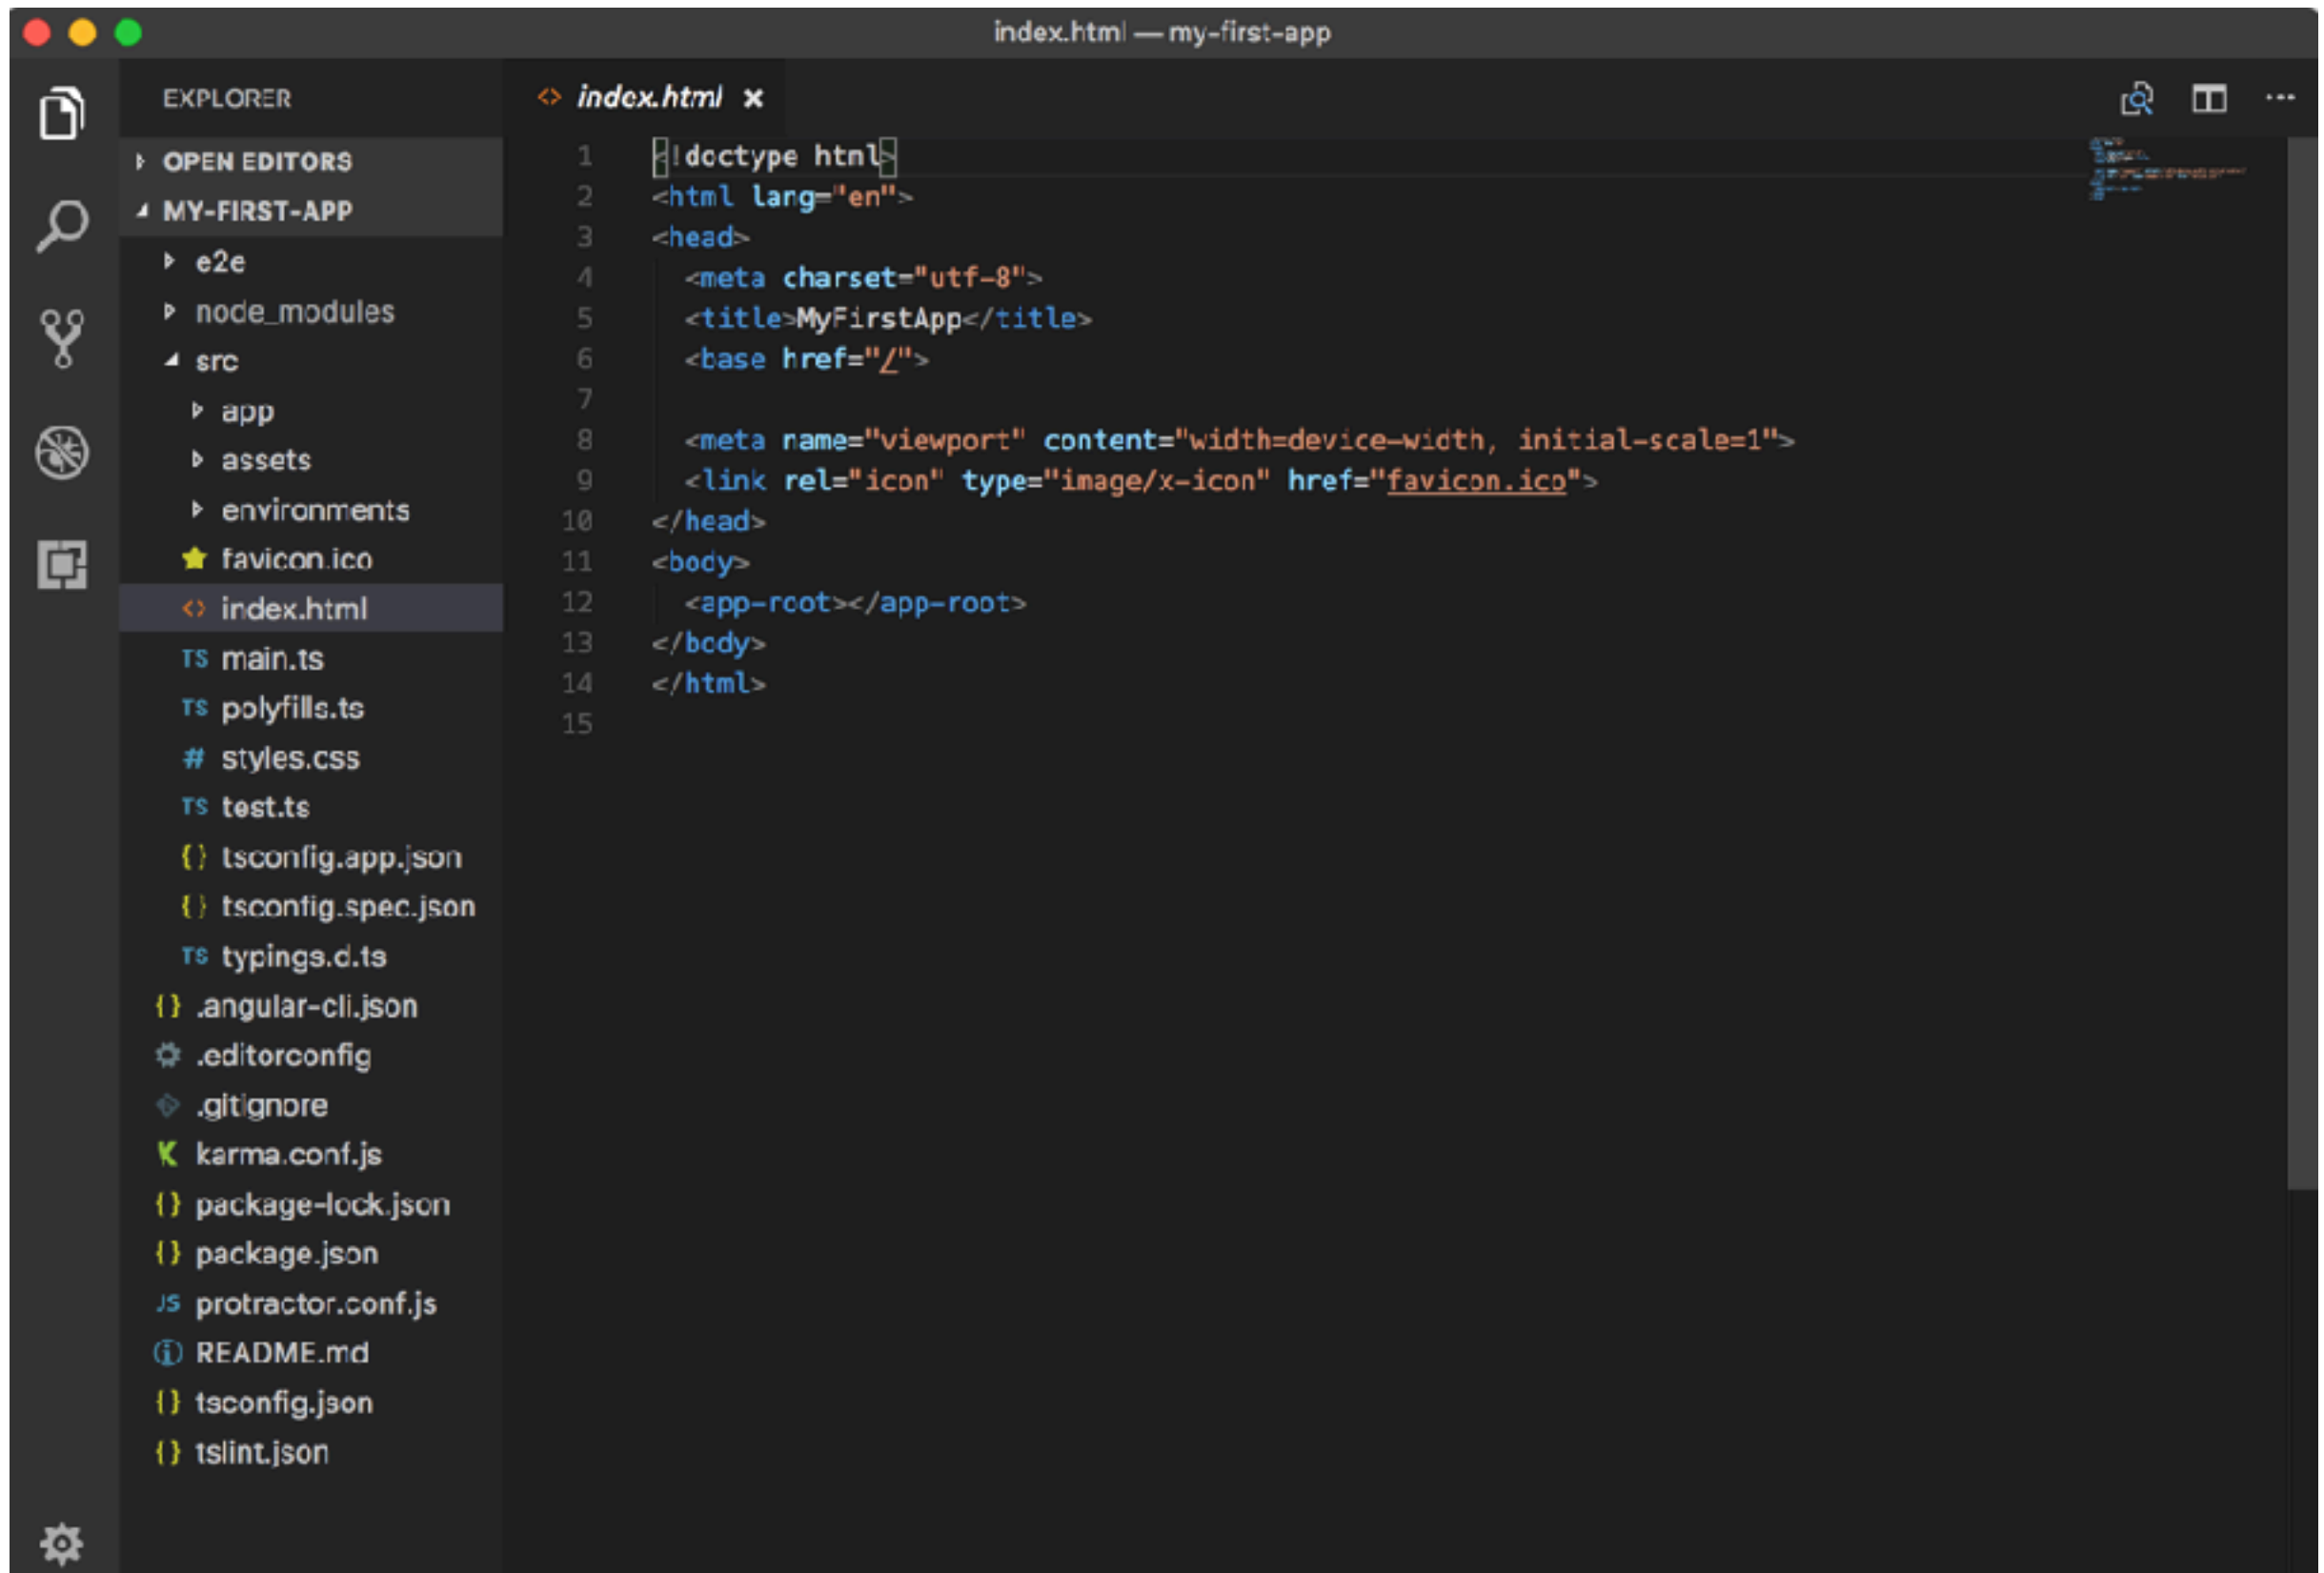 index.html — my-first-app
EXPLORER
OPEN EDITORS
MY-FIRST-APP
e2e
node_modules
src
app
assets
environments
favicon.ico
index.html
TS main.ts
TS polyfills.ts
# styles.css
TS test.ts
{} tsconfig.app.json
{} tsconfig.spec.json
TS typings.d.ts
{} .angular-cli.json
.editorconfig
.gitignore
karma.conf.js
{} package-lock.json
{} package.json
JS protractor.conf.js
README.md
{} tsconfig.json
{} tslint.json
<> index.html ×
1 <!doctype html>
2 <html lang="en">
3 <head>
4 <meta charset="utf-8">
5 <title>MyFirstApp</title>
6 <base href="/">
7
8 <meta name="viewport" content="width=device-width, initial-scale=1">
9 <link rel="icon" type="image/x-icon" href="favicon.ico">
10 </head>
11 <body>
12 <app-root></app-root>
13 </body>
14 </html>
15